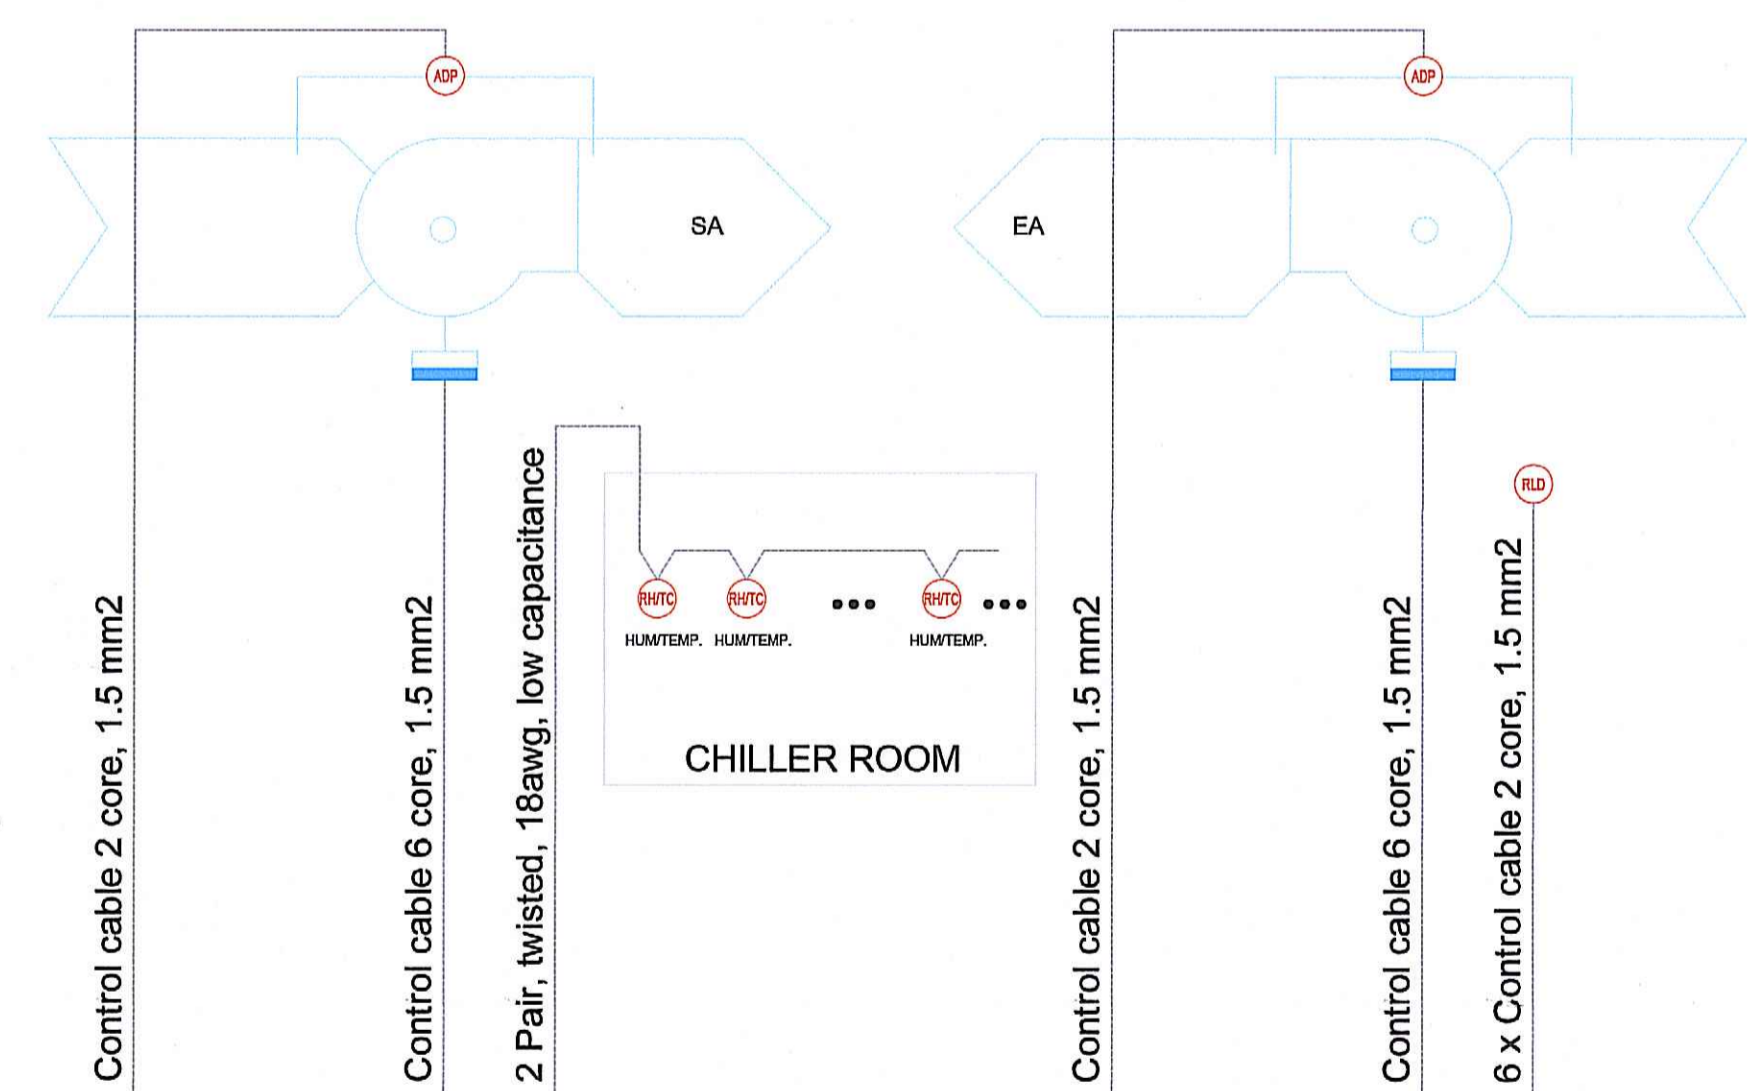 ADP
ADP
SA
EA
RLD
RH/TC
RH/TC
RH/TC
HUM/TEMP.
HUM/TEMP.
HUM/TEMP.
CHILLER ROOM
Control cable 2 core, 1.5 mm2
Control cable 6 core, 1.5 mm2
2 Pair, twisted, 18awg, low capacitance
Control cable 2 core, 1.5 mm2
Control cable 6 core, 1.5 mm2
6 x Control cable 2 core, 1.5 mm2